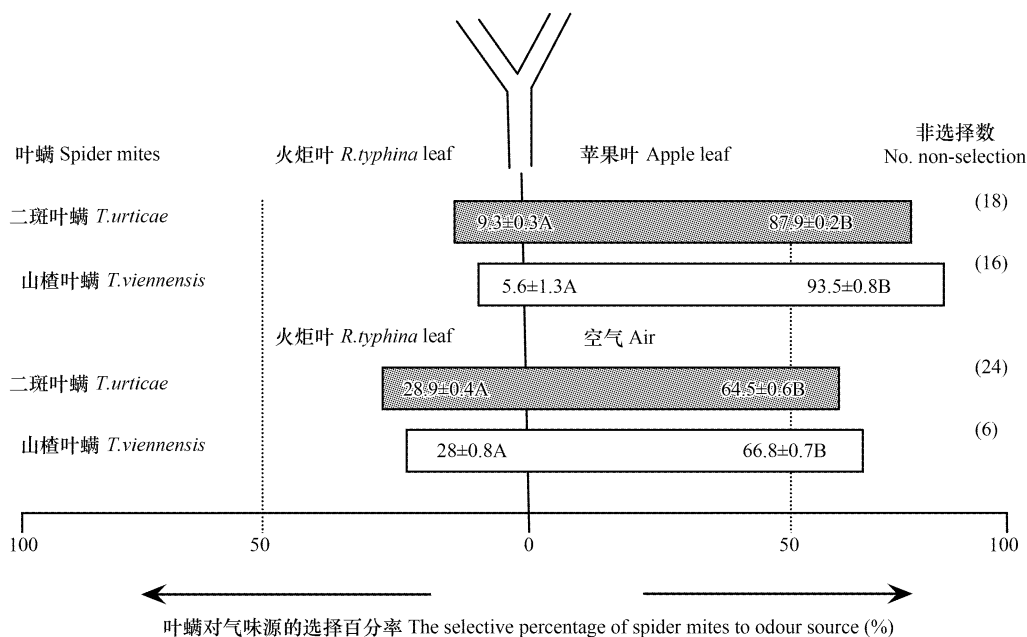 非选择数
叶螨 Spider mites 火炬叶 R.typhina leaf 苹果叶 Apple leaf No. non-selection
二斑叶螨 T.urticae 9.3±0.3A 87.9±0.2B (18)
山楂叶螨 T.viennensis 5.6±1.3A 93.5±0.8B (16)
火炬叶 R.typhina leaf 空气 Air
二斑叶螨 T.urticae 28.9±0.4A 64.5±0.6B (24)
山楂叶螨 T.viennensis 28±0.8A 66.8±0.7B (6)
100 50 0 50 100
叶螨对气味源的选择百分率 The selective percentage of spider mites to odour source (%)